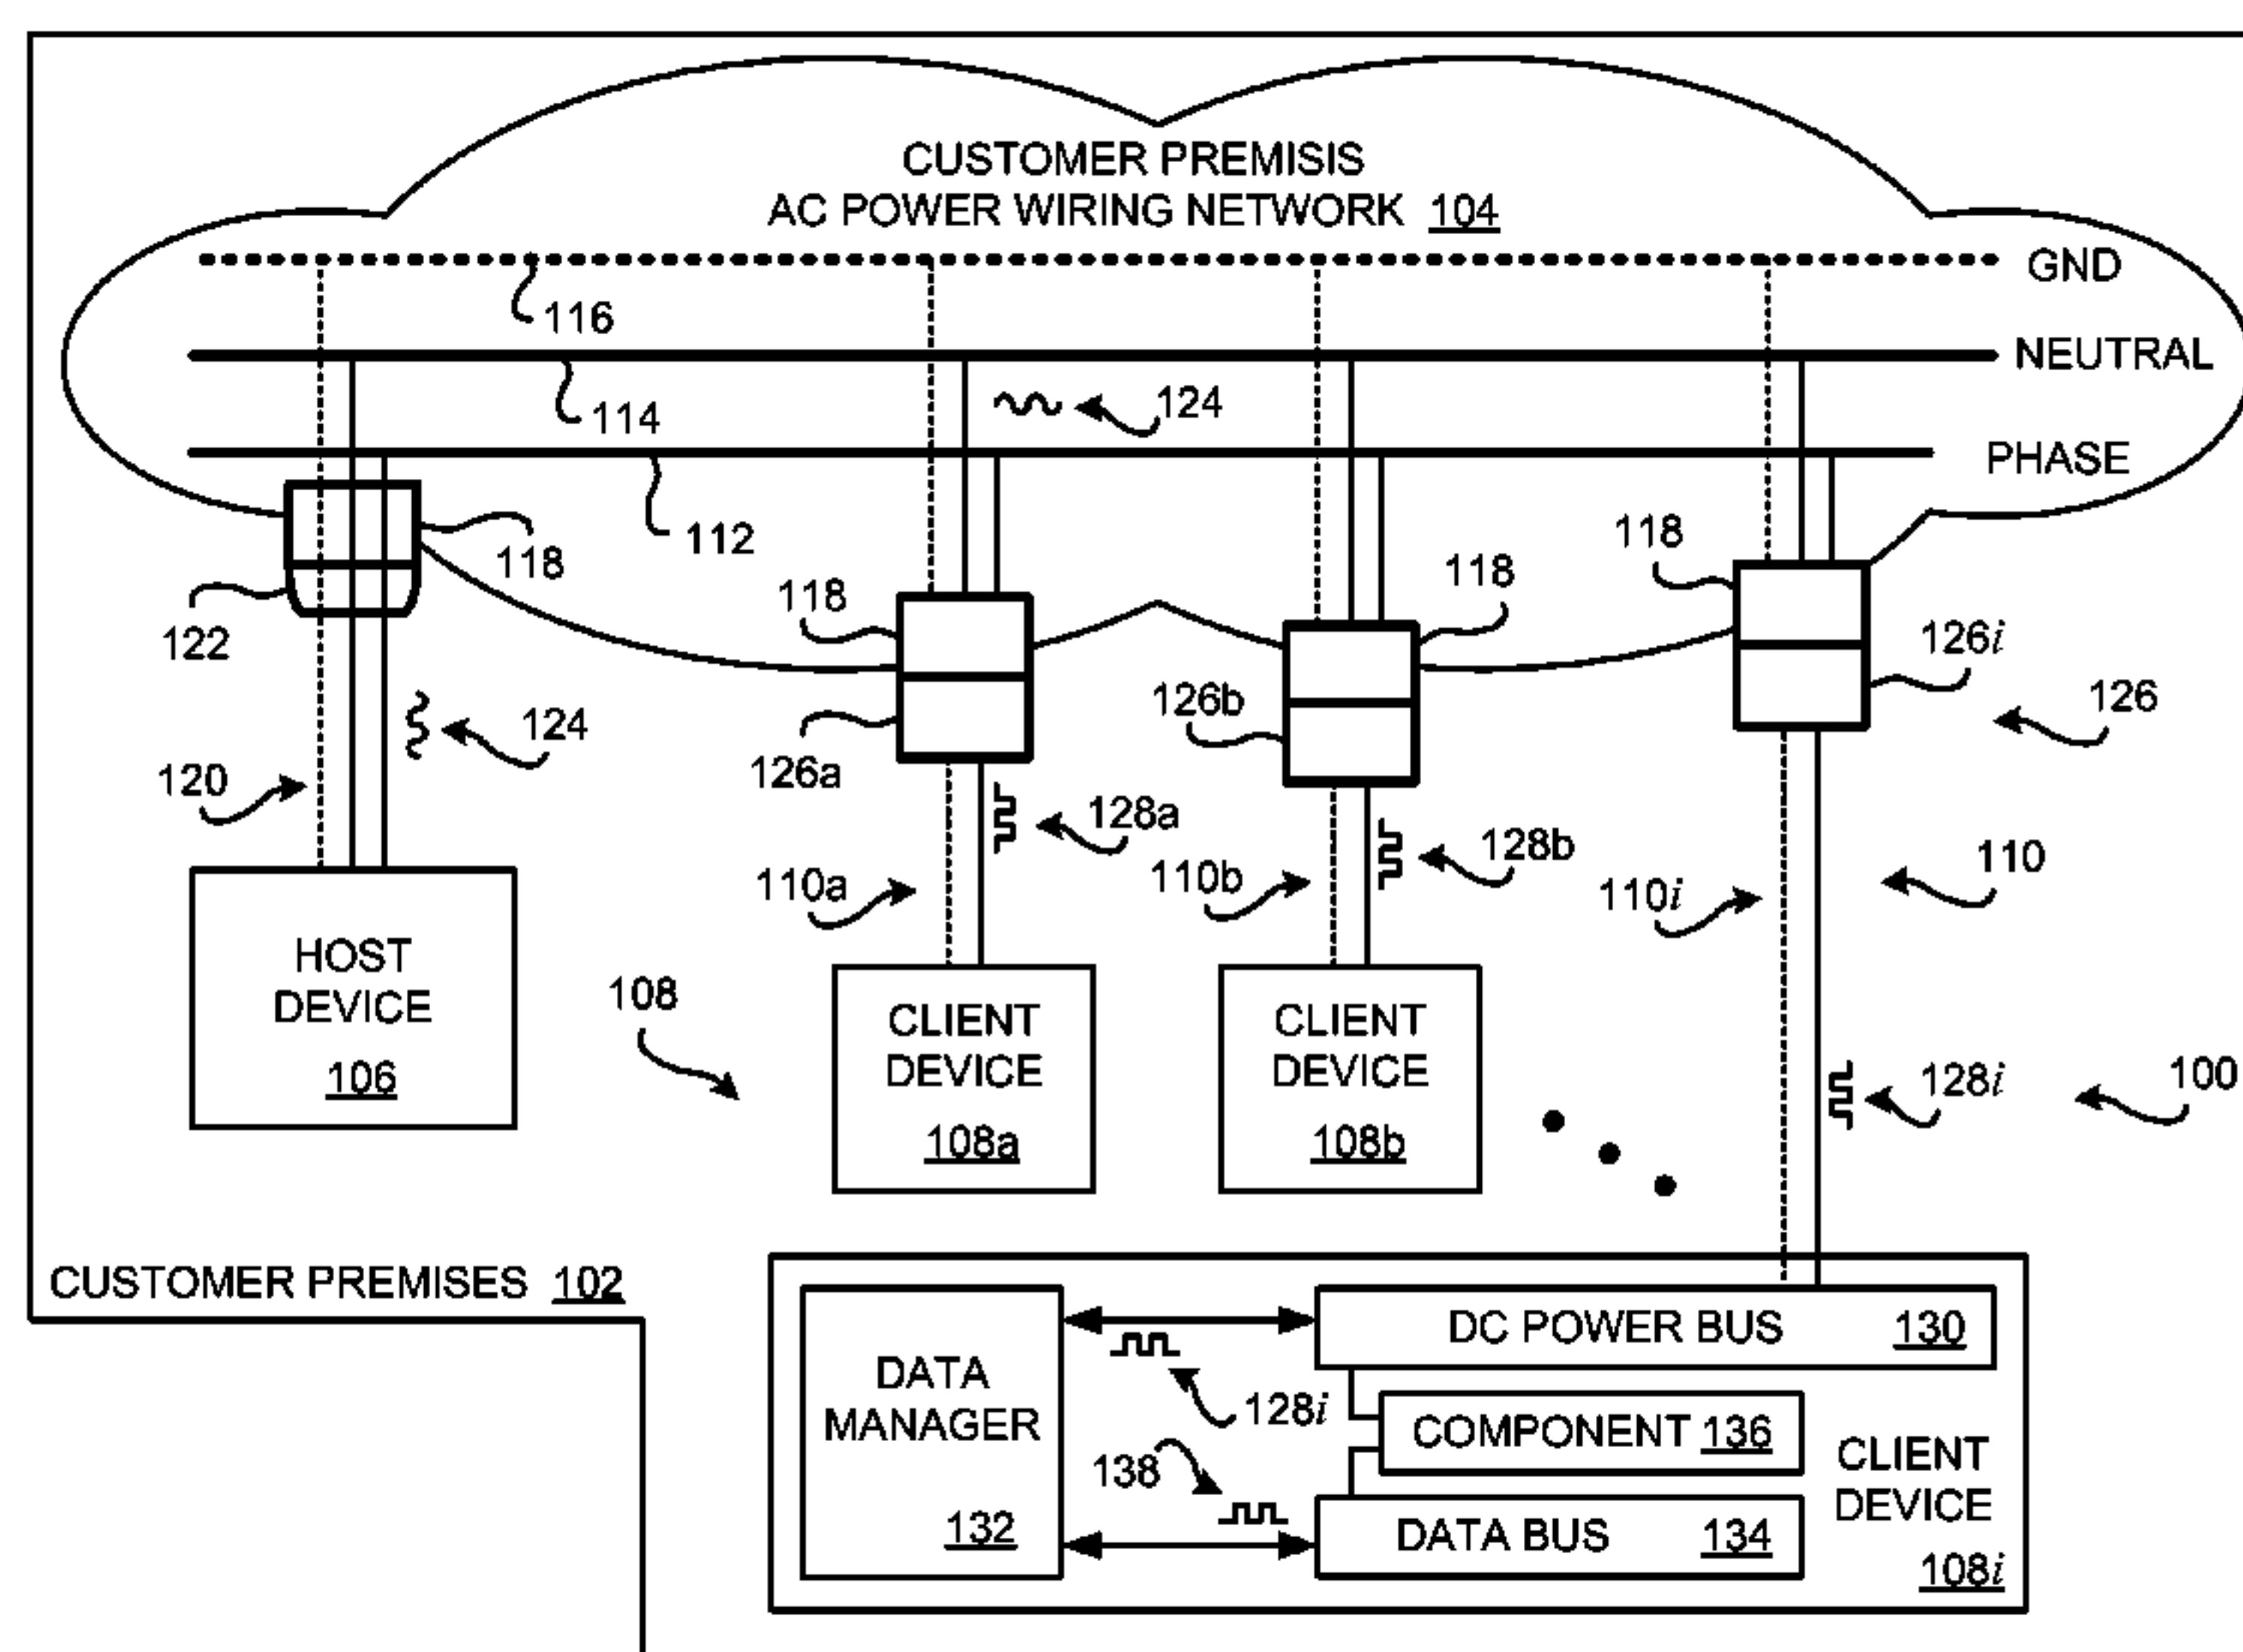 CUSTOMER PREMISIS
AC POWER WIRING NETWORK 104
GND
116
NEUTRAL
114
124
PHASE
112
118
118
118
118
122
126i
126b
126
124
126a
120
128a
128b
110a
110b
110i
110
HOST
DEVICE
106
108
CLIENT
DEVICE
108a
CLIENT
DEVICE
108b
128i
100
CUSTOMER PREMISES 102
DATA
MANAGER
132
DC POWER BUS 130
128i
COMPONENT 136
138
DATA BUS 134
CLIENT
DEVICE
108i